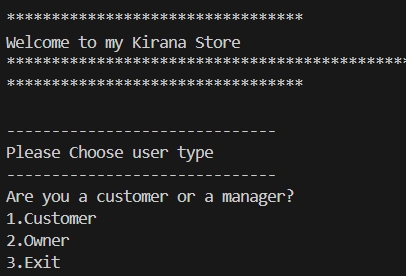 *********************************
Welcome to my Kirana Store
*********************************************
*********************************
------------------------------
Please Choose user type
------------------------------
Are you a customer or a manager?
1.Customer
2.Owner
3.Exit